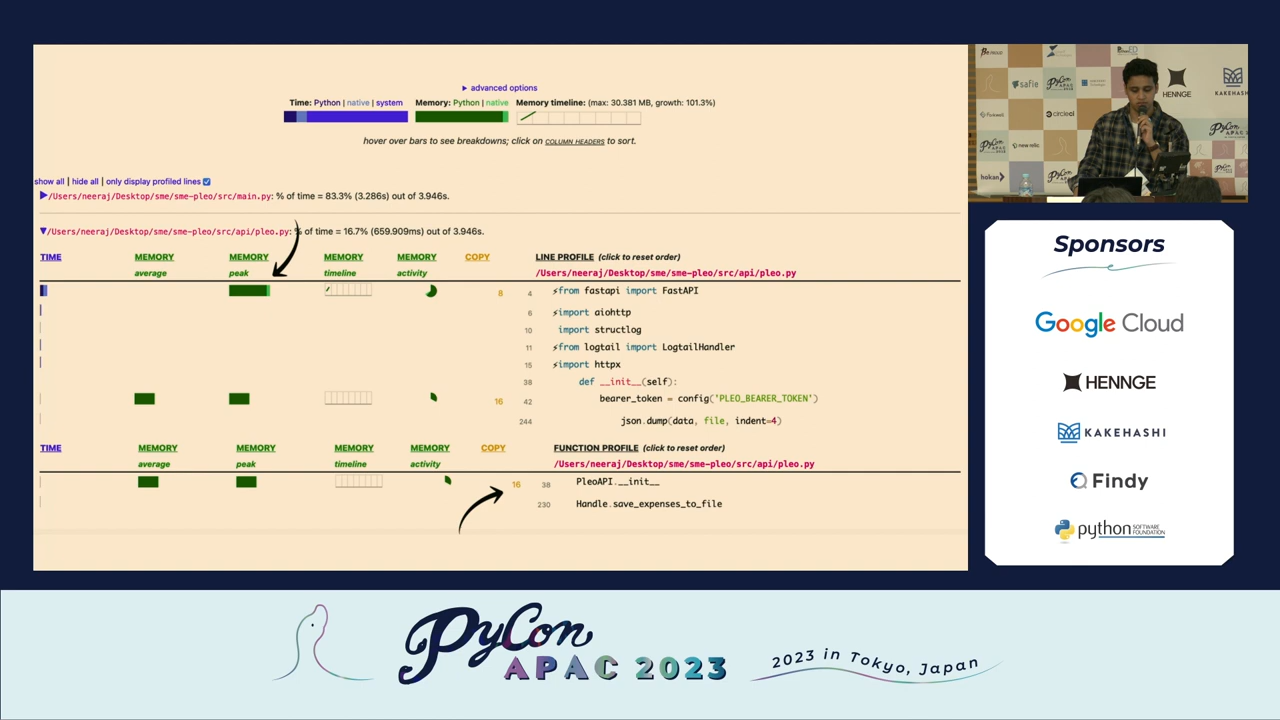 ▶ advanced options
Time: Python | native | system
Memory: Python | native
Memory timeline: (max: 30.381 MB, growth: 101.3%)
hover over bars to see breakdowns; click on COLUMN HEADERS to sort.
show all | hide all | only display profiled lines
▶/Users/neeraj/Desktop/sme/sme-pleo/src/main.py: % of time = 83.3% (3.286s) out of 3.946s.
▼/Users/neeraj/Desktop/sme/sme-pleo/src/api/pleo.py: % of time = 16.7% (659.909ms) out of 3.946s.
TIME MEMORY MEMORY MEMORY MEMORY COPY LINE PROFILE (click to reset order)
average peak timeline activity /Users/neeraj/Desktop/sme/sme-pleo/src/api/pleo.py
8 4 ⚡from fastapi import FastAPI
6 ⚡import aiohttp
10 import structlog
11 ⚡from logtail import LogtailHandler
15 ⚡import httpx
38 def __init__(self):
16 42 bearer_token = config('PLEO_BEARER_TOKEN')
244 json.dump(data, file, indent=4)
TIME MEMORY MEMORY MEMORY MEMORY COPY FUNCTION PROFILE (click to reset order)
average peak timeline activity /Users/neeraj/Desktop/sme/sme-pleo/src/api/pleo.py
16 38 PleoAPI.__init__
230 Handle.save_expenses_to_file
safie
HENNGE
KAKEHASHI
circleci
new relic
hokan
Sponsors
Google Cloud
HENNGE
KAKEHASHI
Findy
python SOFTWARE FOUNDATION
PyCon
APAC 2023
2023 in Tokyo, Japan